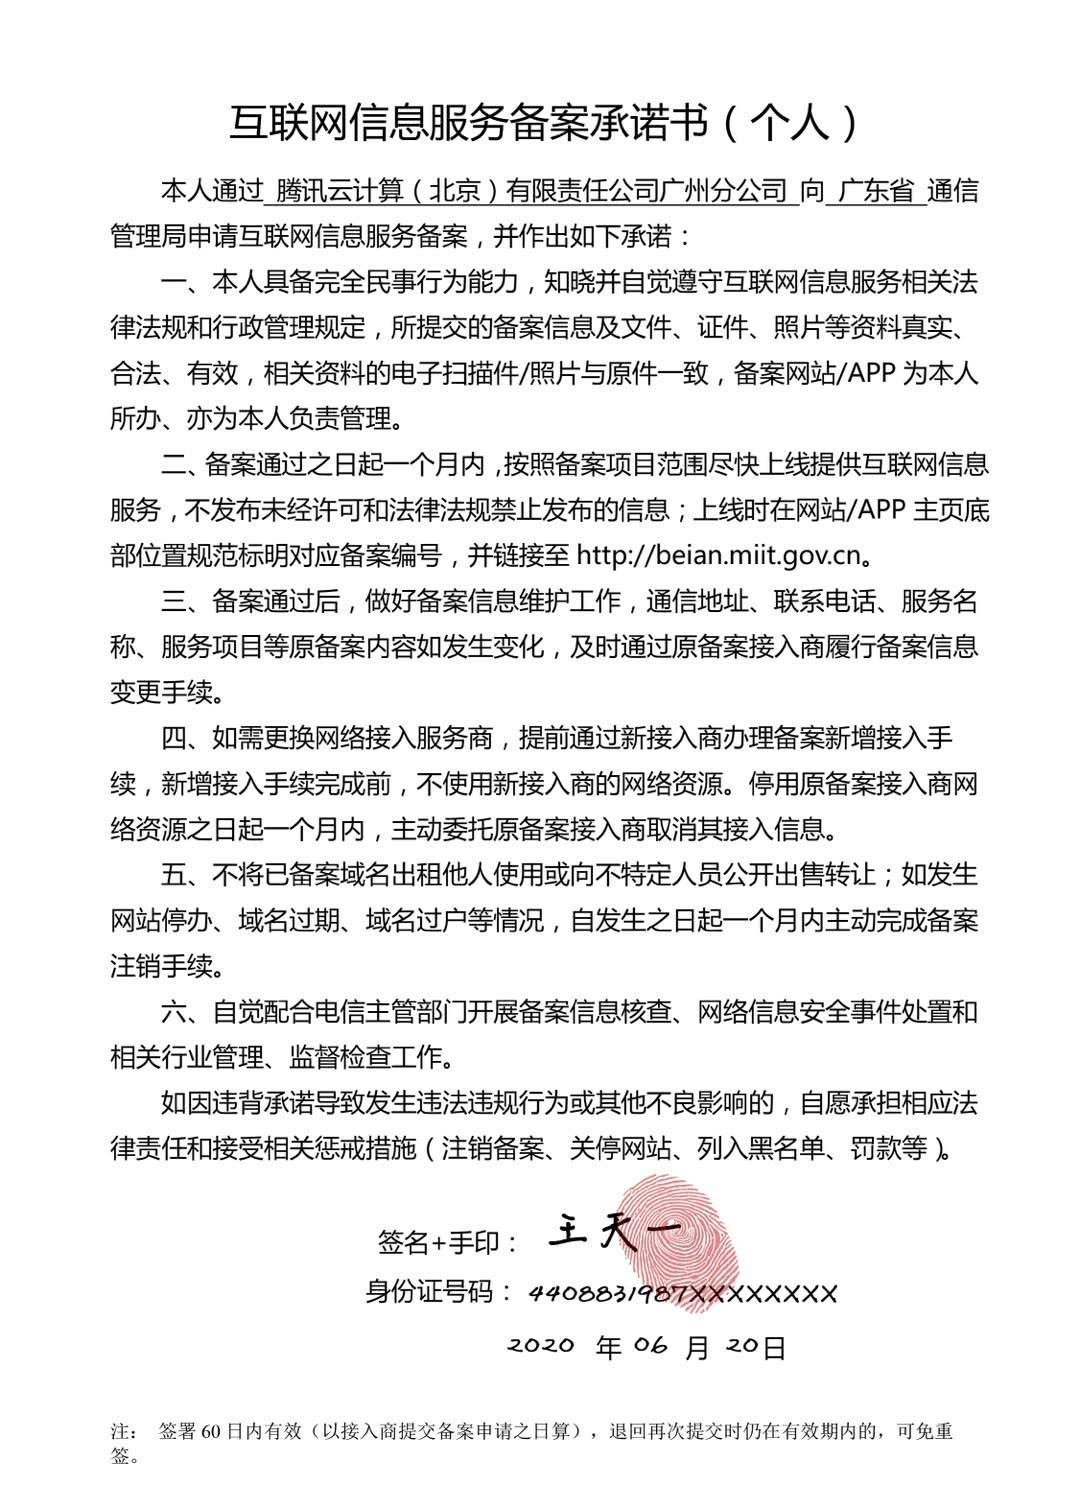 互联网信息服务备案承诺书（个人）
本人通过 腾讯云计算（北京）有限责任公司广州分公司 向 广东省 通信
管理局申请互联网信息服务备案，并作出如下承诺：
一、本人具备完全民事行为能力，知晓并自觉遵守互联网信息服务相关法
律法规和行政管理规定，所提交的备案信息及文件、证件、照片等资料真实、
合法、有效，相关资料的电子扫描件/照片与原件一致，备案网站/APP 为本人
所办、亦为本人负责管理。
二、备案通过之日起一个月内，按照备案项目范围尽快上线提供互联网信息
服务，不发布未经许可和法律法规禁止发布的信息；上线时在网站/APP 主页底
部位置规范标明对应备案编号，并链接至 http://beian.miit.gov.cn。
三、备案通过后，做好备案信息维护工作，通信地址、联系电话、服务名
称、服务项目等原备案内容如发生变化，及时通过原备案接入商履行备案信息
变更手续。
四、如需更换网络接入服务商，提前通过新接入商办理备案新增接入手
续，新增接入手续完成前，不使用新接入商的网络资源。停用原备案接入商网
络资源之日起一个月内，主动委托原备案接入商取消其接入信息。
五、不将已备案域名出租他人使用或向不特定人员公开出售转让；如发生
网站停办、域名过期、域名过户等情况，自发生之日起一个月内主动完成备案
注销手续。
六、自觉配合电信主管部门开展备案信息核查、网络信息安全事件处置和
相关行业管理、监督检查工作。
如因违背承诺导致发生违法违规行为或其他不良影响的，自愿承担相应法
律责任和接受相关惩戒措施（注销备案、关停网站、列入黑名单、罚款等）。
签名+手印： 王天一
身份证号码： 4408831987XXXXXXXX
2020 年 06 月 20日
注： 签署 60 日内有效（以接入商提交备案申请之日算），退回再次提交时仍在有效期内的，可免重
签。